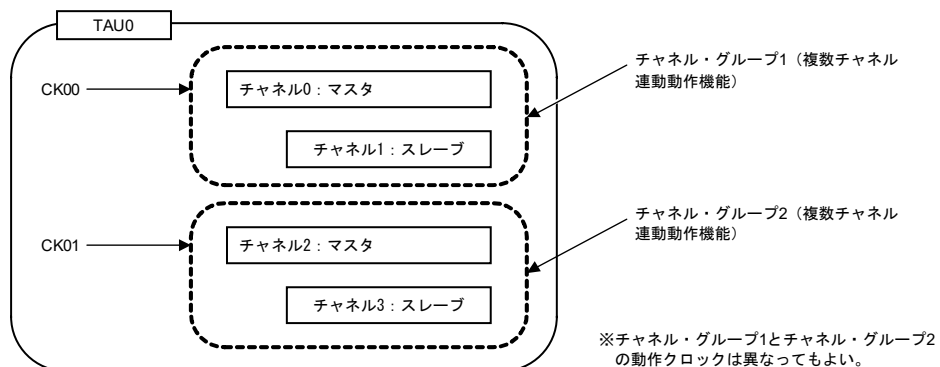 TAU0
CK00
チャネル0：マスタ
チャネル1：スレーブ
チャネル・グループ1（複数チャネル
連動動作機能）
CK01
チャネル2：マスタ
チャネル3：スレーブ
チャネル・グループ2（複数チャネル
連動動作機能）
※チャネル・グループ1とチャネル・グループ2
の動作クロックは異なってもよい。